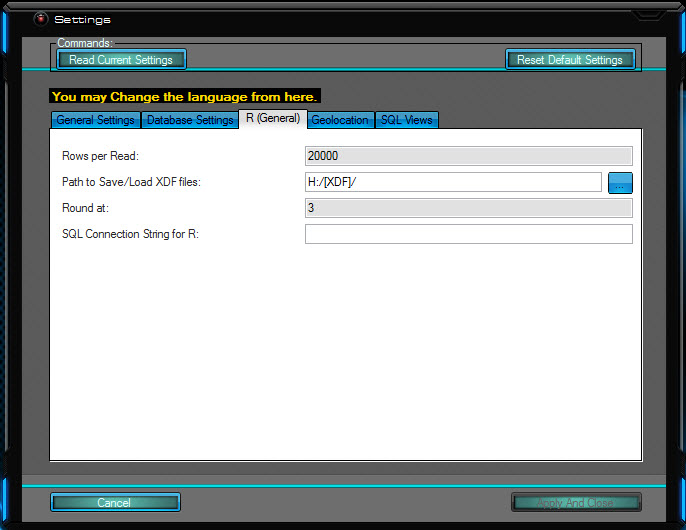 Settings
Commands:
Read Current Settings
Reset Default Settings
You may Change the language from here.
General Settings
Database Settings
R (General)
Geolocation
SQL Views
Rows per Read:
20000
Path to Save/Load XDF files:
H:/[XDF]/
...
Round at:
3
SQL Connection String for R:
Cancel
Apply And Close